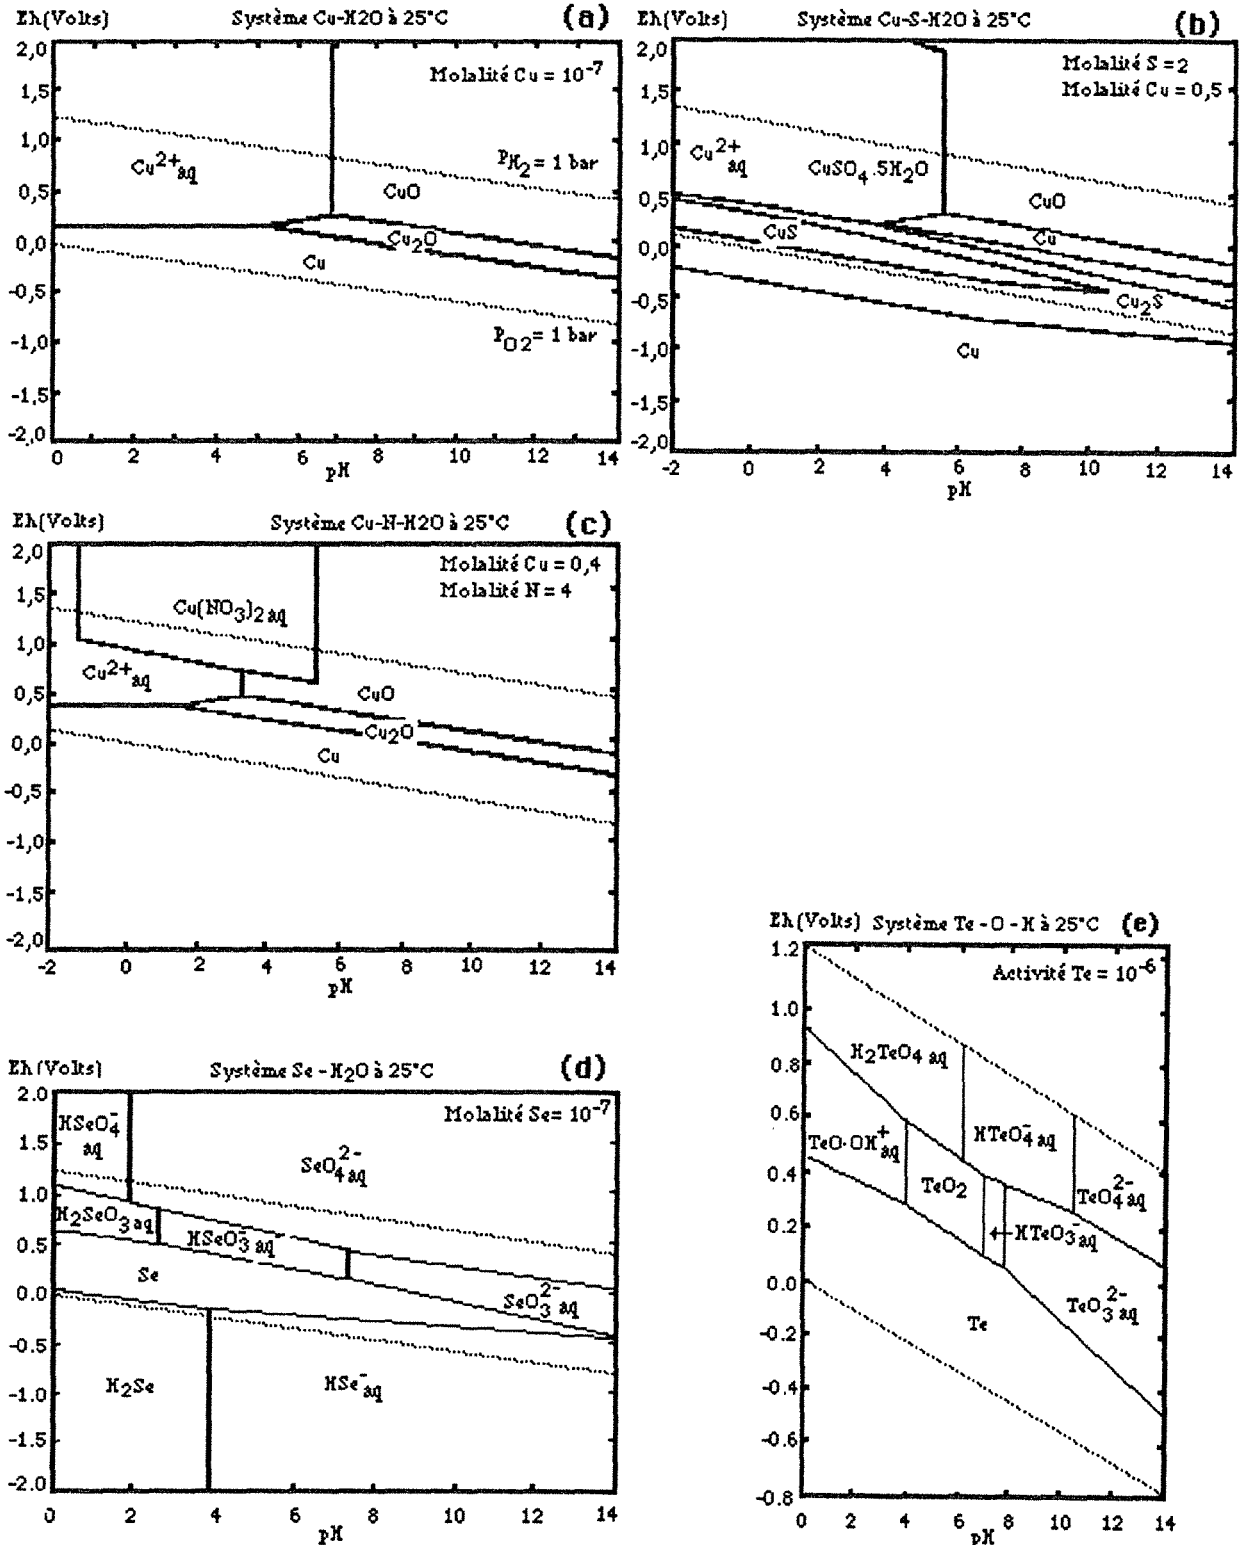 Eh(Volts) Système Cu-H2O à 25°C (a)
2,0
Molalité Cu = 10⁻⁷
1,5
1,0
Cu²⁺aq
P_H2 = 1 bar
0,5
CuO
0,0
Cu₂O
Cu
-0,5
-1,0
P_O2 = 1 bar
-1,5
-2,0
0 2 4 6 8 10 12 14
pH
Eh(Volts) Système Cu-S-H2O à 25°C (b)
2,0
Molalité S = 2
1,5
Molalité Cu = 0,5
1,0
Cu²⁺aq
CuSO₄.5H₂O
0,5
CuO
CuS
Cu
0,0
-0,5
Cu₂S
-1,0
Cu
-1,5
-2,0
-2 0 2 4 6 8 10 12 14
pH
Eh(Volts) Système Cu-N-H2O à 25°C (c)
2,0
Molalité Cu = 0,4
1,5
Molalité N = 4
Cu(NO₃)₂ aq
1,0
Cu²⁺aq
0,5
CuO
Cu₂O
0,0
Cu
-0,5
-1,0
-1,5
-2,0
-2 0 2 4 6 8 10 12 14
pH
Eh(Volts) Système Se - H₂O à 25°C (d)
2.0
HSeO₄⁻ aq
Molalité Se= 10⁻⁷
1.5
SeO₄²⁻aq
1.0
H₂SeO₃ aq
HSeO₃⁻aq
0.5
Se
0.0
SeO₃²⁻aq
-0.5
H₂Se
HSe⁻aq
-1.0
-1.5
-2.0
0 2 4 6 8 10 12 14
pH
Eh(Volts) Système Te - O - H à 25°C (e)
1.2
Activité Te = 10⁻⁶
1.0
H₂TeO₄ aq
0.8
0.6
TeO·OH⁺aq
HTeO₄⁻aq
0.4
TeO₂
TeO₄²⁻aq
0.2
HTeO₃⁻aq
0.0
TeO₃²⁻aq
Te
-0.2
-0.4
-0.6
-0.8
0 2 4 6 8 10 12 14
pH